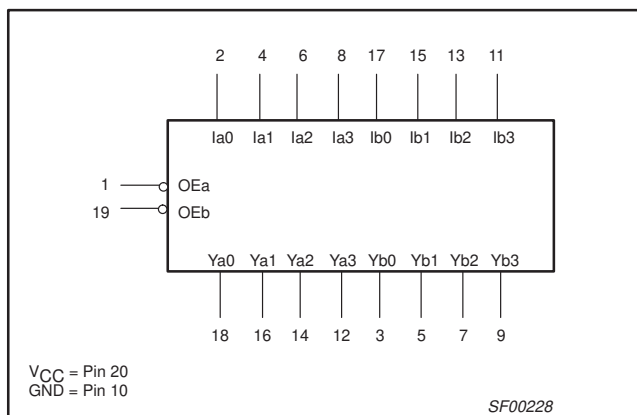 2 4 6 8 17 15 13 11
Ia0 Ia1 Ia2 Ia3 Ib0 Ib1 Ib2 Ib3
1 OEa
19 OEb
Ya0 Ya1 Ya2 Ya3 Yb0 Yb1 Yb2 Yb3
18 16 14 12 3 5 7 9
VCC = Pin 20
GND = Pin 10
SF00228